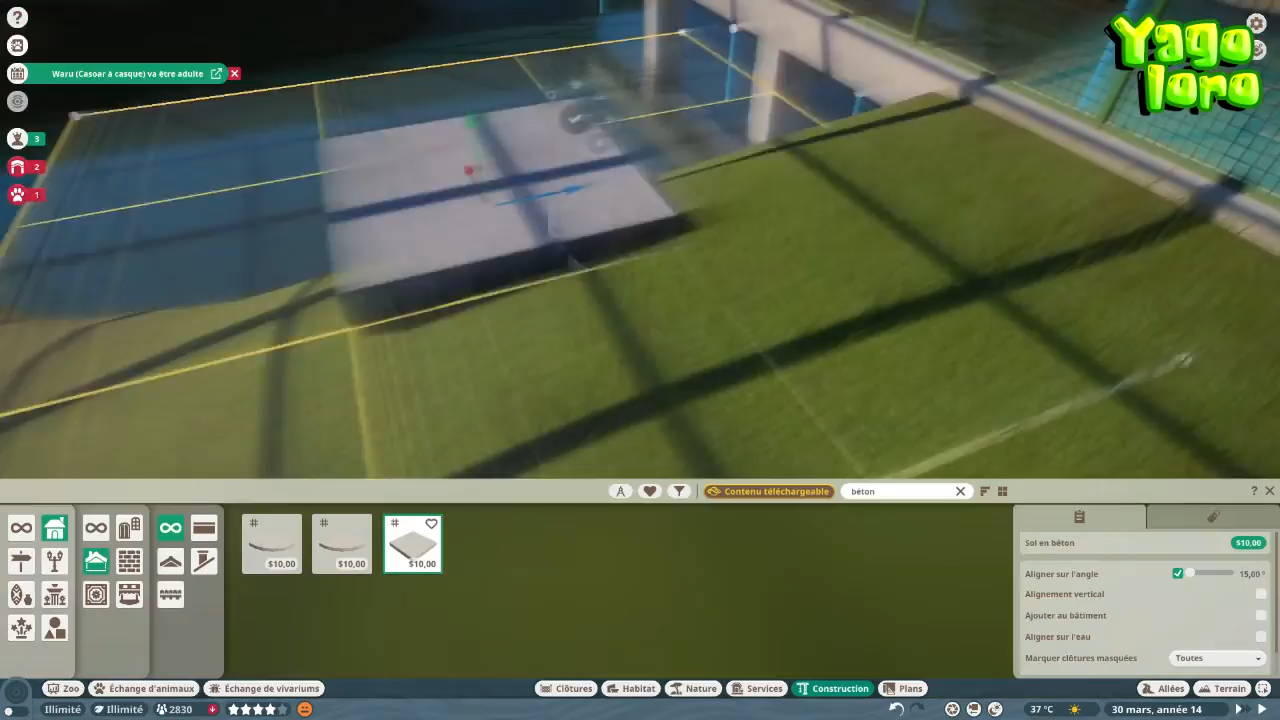 ?
Yago
loro
Waru (Casoar à casque) va être adulte
3
2
1
Contenu téléchargeable
béton
?
$10,00
$10,00
$10,00
Sol en béton
$10,00
Aligner sur l'angle
15,00°
Alignement vertical
Ajouter au bâtiment
Aligner sur l'eau
Marquer clôtures masquées
Toutes
Zoo
Échange d'animaux
Échange de vivariums
Clôtures
Habitat
Nature
Services
Construction
Plans
Allées
Terrain
Illimité
Illimité
2830
37 °C
30 mars, année 14